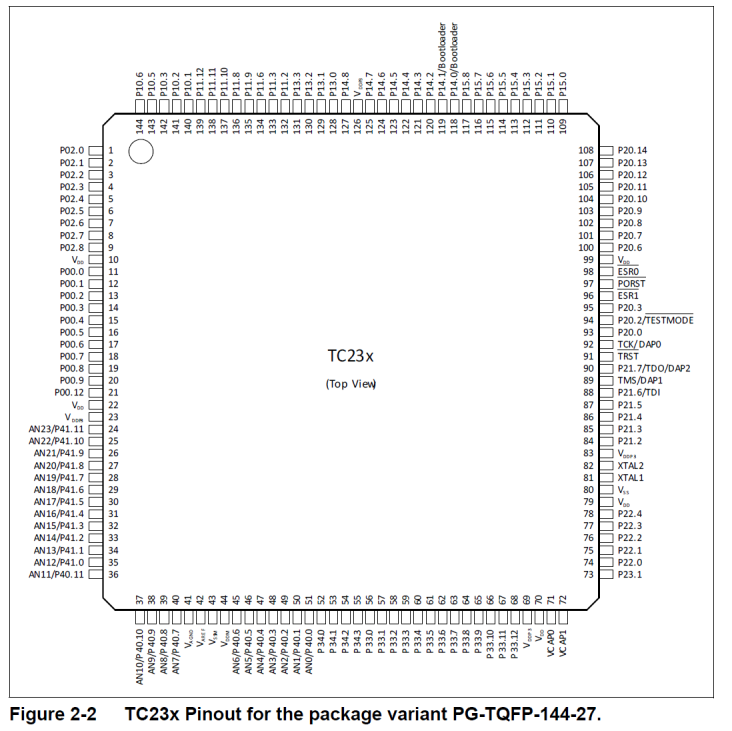 P10.6
P10.5
P10.3
P10.2
P10.1
P11.12
P11.11
P11.10
P11.8
P11.9
P11.6
P11.3
P11.2
P13.3
P13.2
P13.1
P13.0
P14.8
P14.7
P14.6
P14.5
P14.4
P14.3
P14.2
P14.1/Bootloader
P14.0/Bootloader
P15.8
P15.7
P15.6
P15.5
P15.4
P15.3
P15.2
P15.1
P15.0
144
143
142
141
140
139
138
137
136
135
134
133
132
131
130
129
128
127
126
125
124
123
122
121
120
119
118
117
116
115
114
113
112
111
110
109
P02.0 1
P02.1 2
P02.2 3
P02.3 4
P02.4 5
P02.5 6
P02.6 7
P02.7 8
P02.8 9
VDD 10
P00.0 11
P00.1 12
P00.2 13
P00.3 14
P00.4 15
P00.5 16
P00.6 17
P00.7 18
P00.8 19
P00.9 20
P00.12 21
VDD 22
23
AN23/P41.11 24
AN22/P41.10 25
AN21/P41.9 26
AN20/P41.8 27
AN19/P41.7 28
AN18/P41.6 29
AN17/P41.5 30
AN16/P41.4 31
AN15/P41.3 32
AN14/P41.2 33
AN13/P41.1 34
AN12/P41.0 35
AN11/P40.11 36
TC23x
(Top View)
108 P20.14
107 P20.13
106 P20.12
105 P20.11
104 P20.10
103 P20.9
102 P20.8
101 P20.7
100 P20.6
99 VDD
98 ESR0
97 PORST
96 ESR1
95 P20.3
94 P20.2/TESTMODE
93 P20.0
92 TCK/DAP0
91 TRST
90 P21.7/TDO/DAP2
89 TMS/DAP1
88 P21.6/TDI
87 P21.5
86 P21.4
85 P21.3
84 P21.2
83 VDDP3
82 XTAL2
81 XTAL1
80 VSS
79 VDD
78 P22.4
77 P22.3
76 P22.2
75 P22.1
74 P22.0
73 P23.1
37
38
39
40
41
42
43
44
45
46
47
48
49
50
51
52
53
54
55
56
57
58
59
60
61
62
63
64
65
66
67
68
69
70
71
72
AN10/P40.10
AN9/P40.9
AN8/P40.8
AN7/P40.7
VAGND
VAREF
VDDM
AN6/P40.6
AN5/P40.5
AN4/P40.4
AN3/P40.3
AN2/P40.2
AN1/P40.1
AN0/P40.0
P34.0
P34.1
P34.2
P34.3
P33.0
P33.1
P33.2
P33.3
P33.4
P33.5
P33.6
P33.7
P33.8
P33.9
P33.10
P33.11
P33.12
VDDP3
VDD
VCAP0
VCAP1
Figure 2-2 TC23x Pinout for the package variant PG-TQFP-144-27.